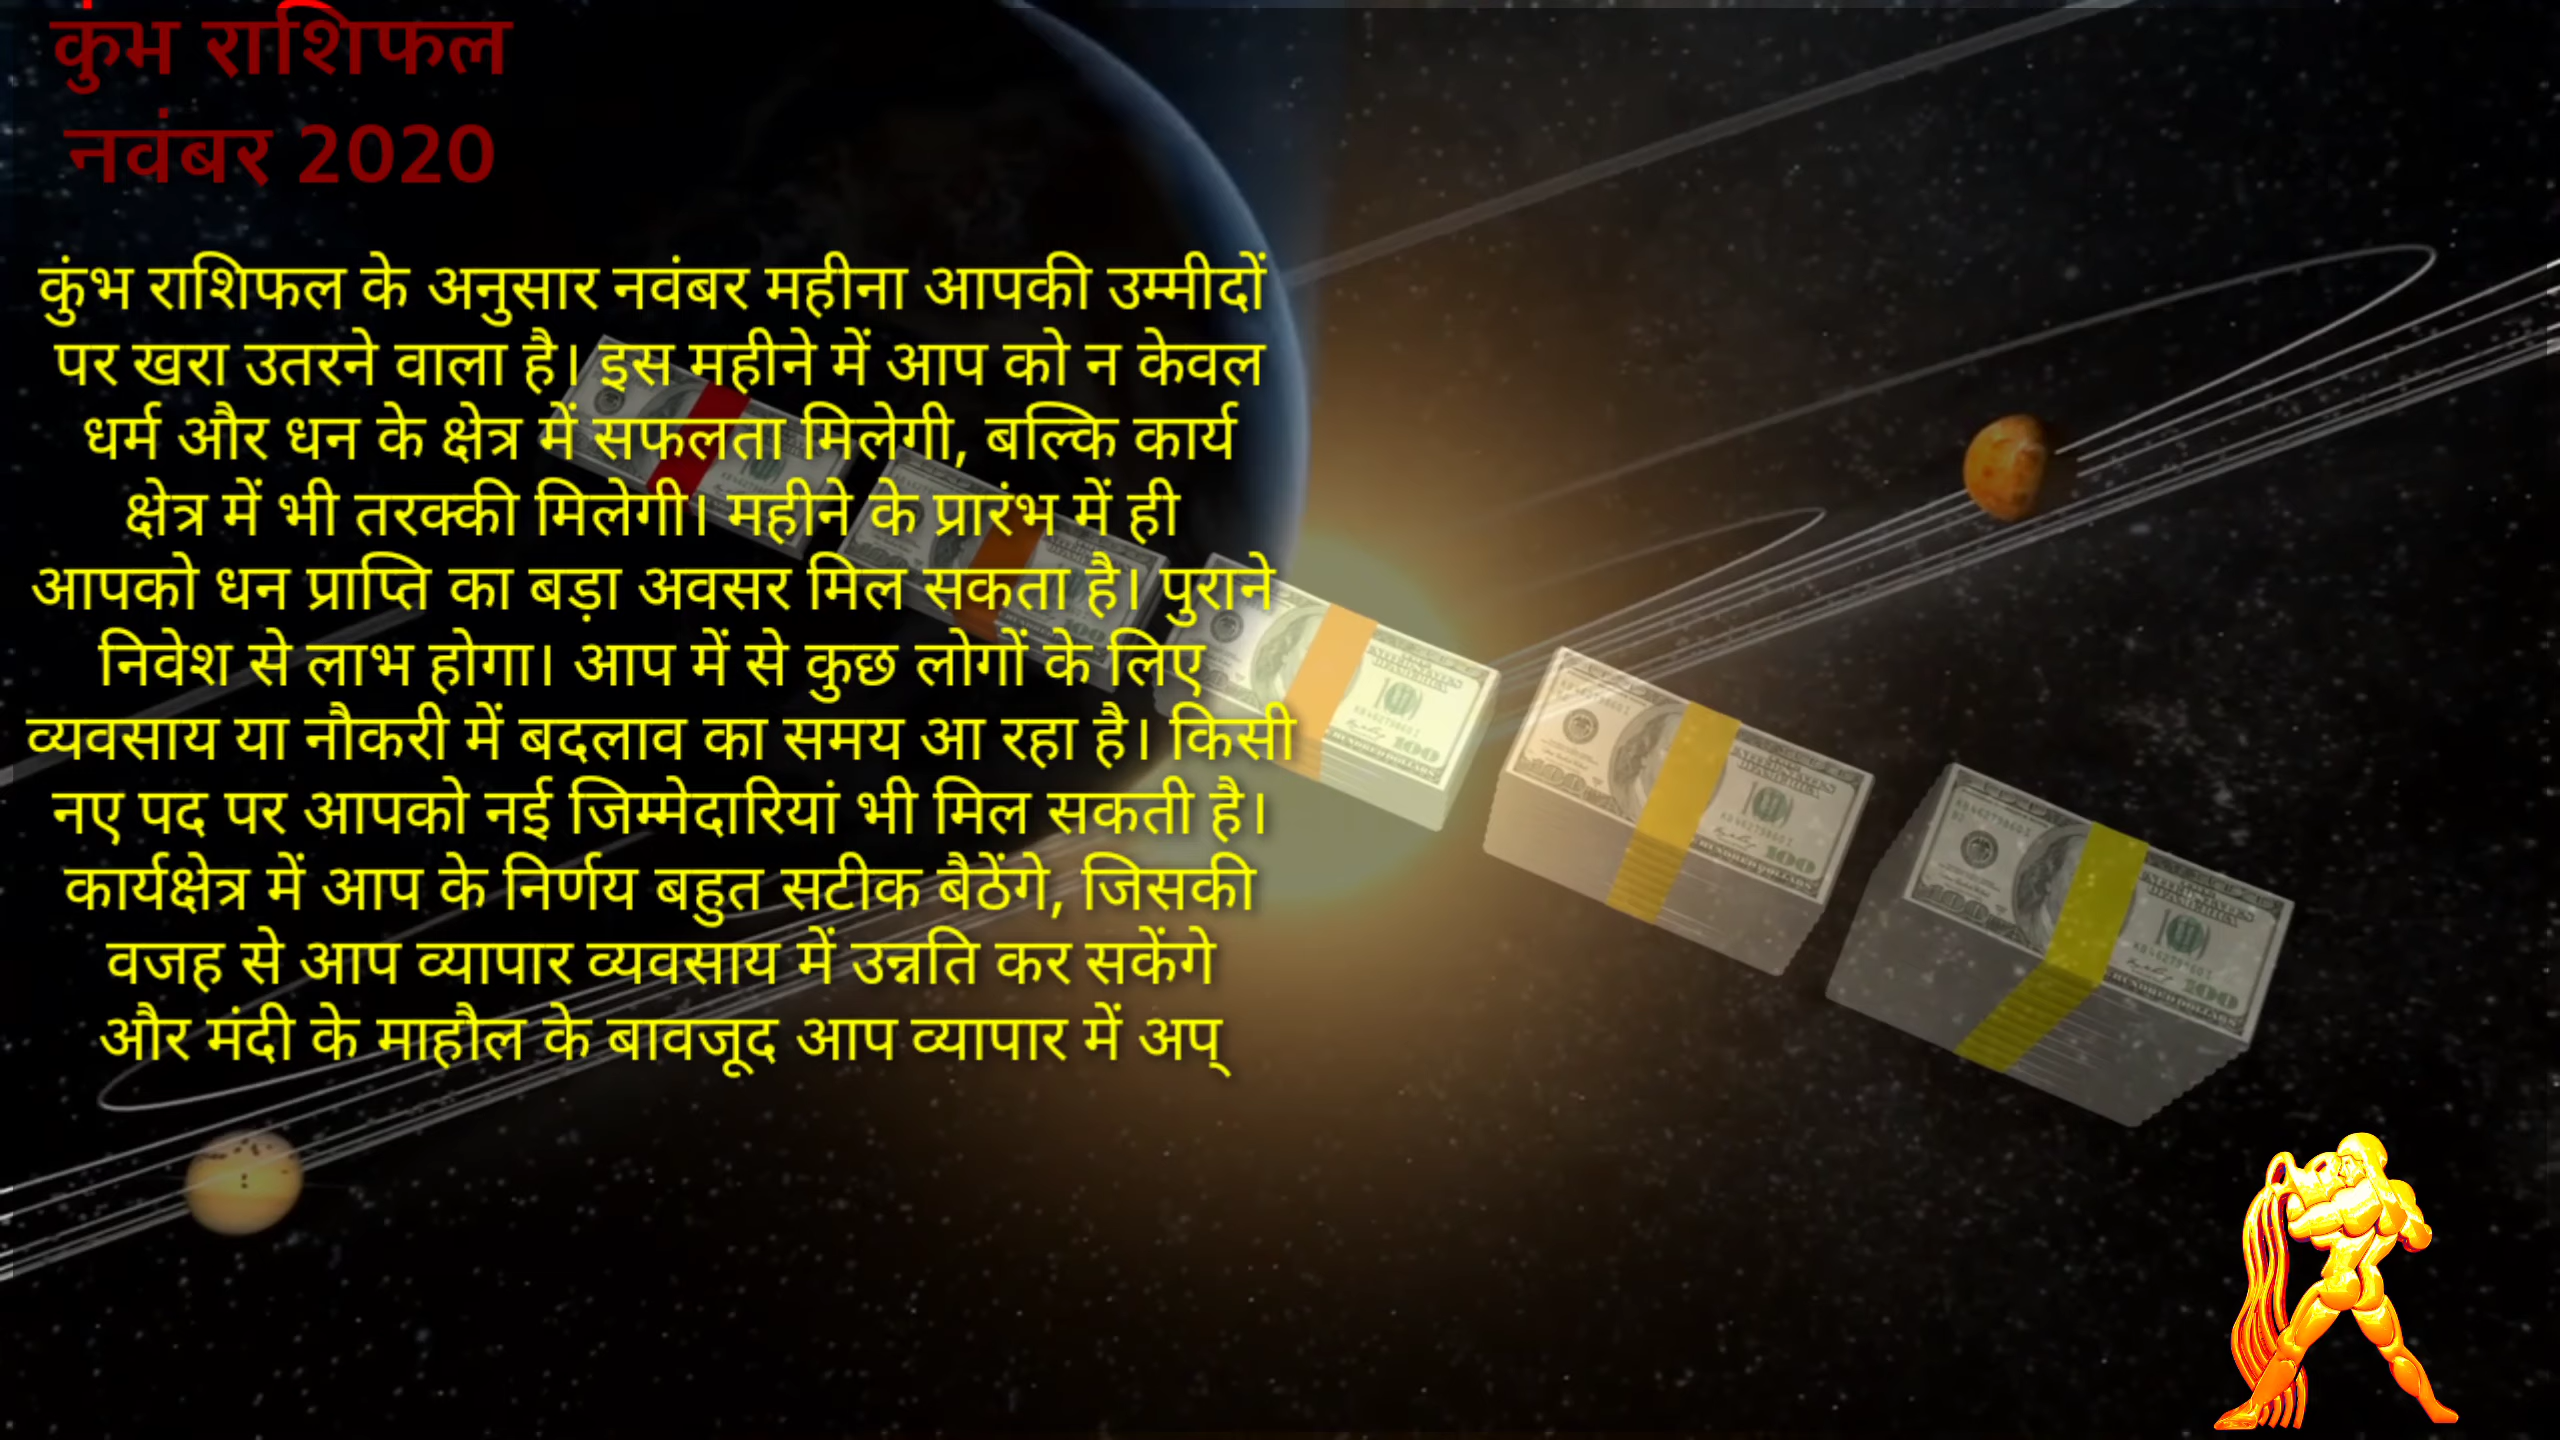 कुंभ राशिफल
नवंबर 2020
कुंभ राशिफल के अनुसार नवंबर महीना आपकी उम्मीदों
पर खरा उतरने वाला है। इस महीने में आप को न केवल
धर्म और धन के क्षेत्र में सफलता मिलेगी, बल्कि कार्य
क्षेत्र में भी तरक्की मिलेगी। महीने के प्रारंभ में ही
आपको धन प्राप्ति का बड़ा अवसर मिल सकता है। पुराने
निवेश से लाभ होगा। आप में से कुछ लोगों के लिए
व्यवसाय या नौकरी में बदलाव का समय आ रहा है। किसी
नए पद पर आपको नई जिम्मेदारियां भी मिल सकती है।
कार्यक्षेत्र में आप के निर्णय बहुत सटीक बैठेंगे, जिसकी
वजह से आप व्यापार व्यवसाय में उन्नति कर सकेंगे
और मंदी के माहौल के बावजूद आप व्यापार में अप्